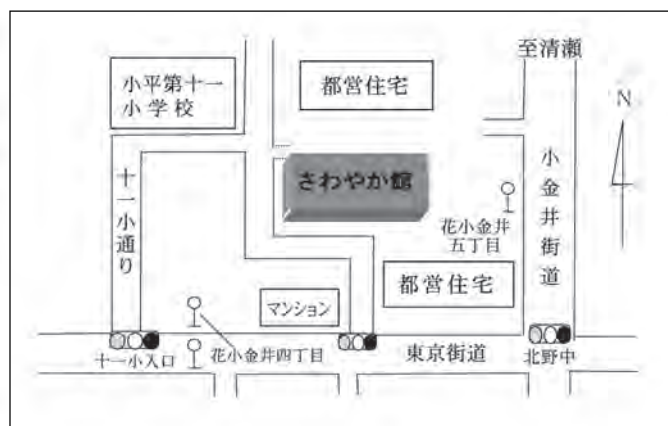 至清瀬
小平第十一
小学校
都営住宅
N
さわやか館
小金井街道
十一小通り
花小金井
五丁目
都営住宅
マンション
十一小入口
花小金井四丁目
東京街道
北野中